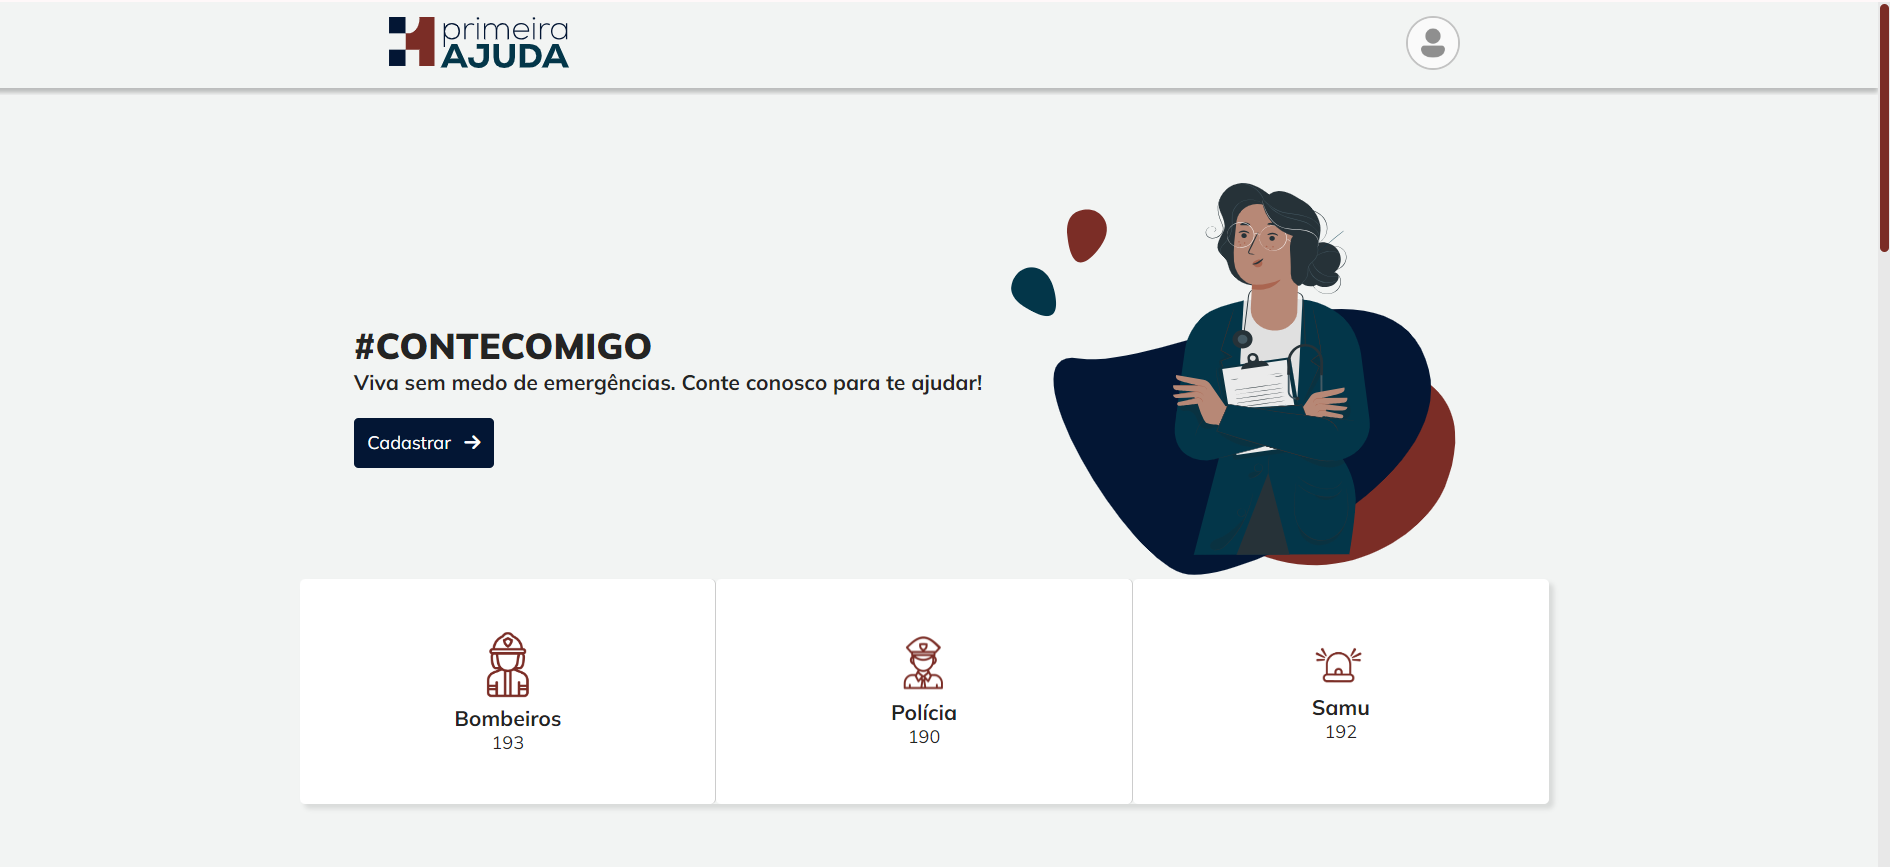 primeira
AJUDA
#CONTECOMIGO
Viva sem medo de emergências. Conte conosco para te ajudar!
Cadastrar
Bombeiros
193
Polícia
190
Samu
192